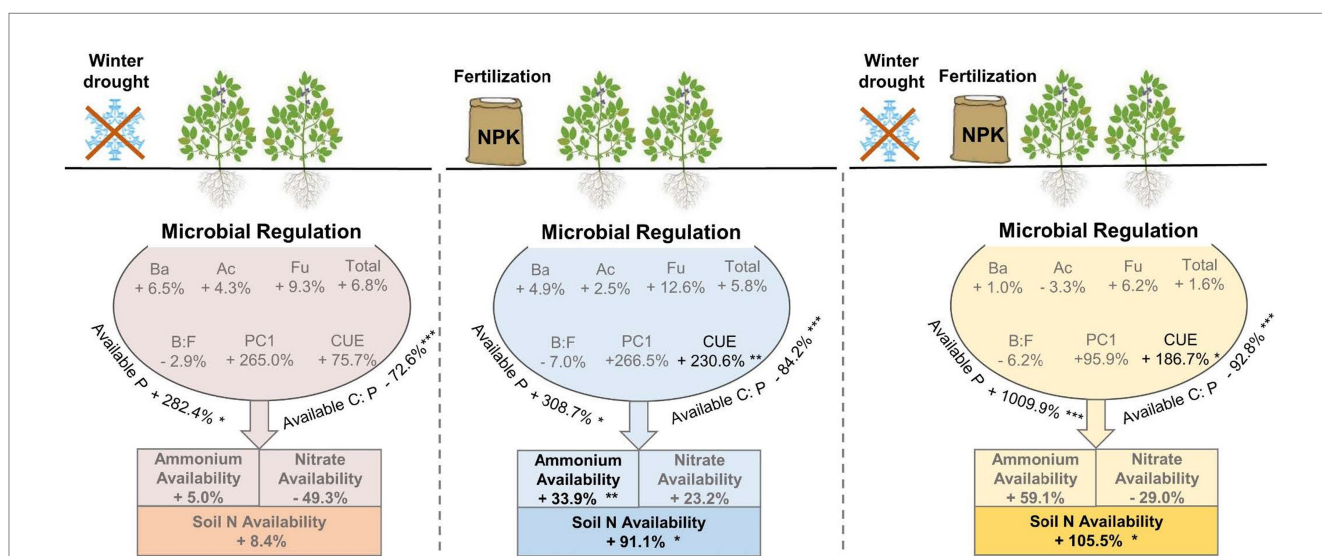 Winter
drought
Microbial Regulation
Ba
+ 6.5%
Ac
+ 4.3%
Fu
+ 9.3%
Total
+ 6.8%
B:F
- 2.9%
PC1
+ 265.0%
CUE
+ 75.7%
Available P + 282.4% *
Available C: P - 72.6%***
Ammonium
Availability
+ 5.0%
Nitrate
Availability
- 49.3%
Soil N Availability
+ 8.4%
Fertilization
NPK
Microbial Regulation
Ba
+ 4.9%
Ac
+ 2.5%
Fu
+ 12.6%
Total
+ 5.8%
B:F
- 7.0%
PC1
+266.5%
CUE
+ 230.6% **
Available P + 308.7% *
Available C: P - 84.2% ***
Ammonium
Availability
+ 33.9% **
Nitrate
Availability
+ 23.2%
Soil N Availability
+ 91.1% *
Winter
drought
Fertilization
NPK
Microbial Regulation
Ba
+ 1.0%
Ac
- 3.3%
Fu
+ 6.2%
Total
+ 1.6%
B:F
- 6.2%
PC1
+95.9%
CUE
+ 186.7% *
Available P + 1009.9% ***
Available C: P - 92.8% ***
Ammonium
Availability
+ 59.1%
Nitrate
Availability
- 29.0%
Soil N Availability
+ 105.5% *